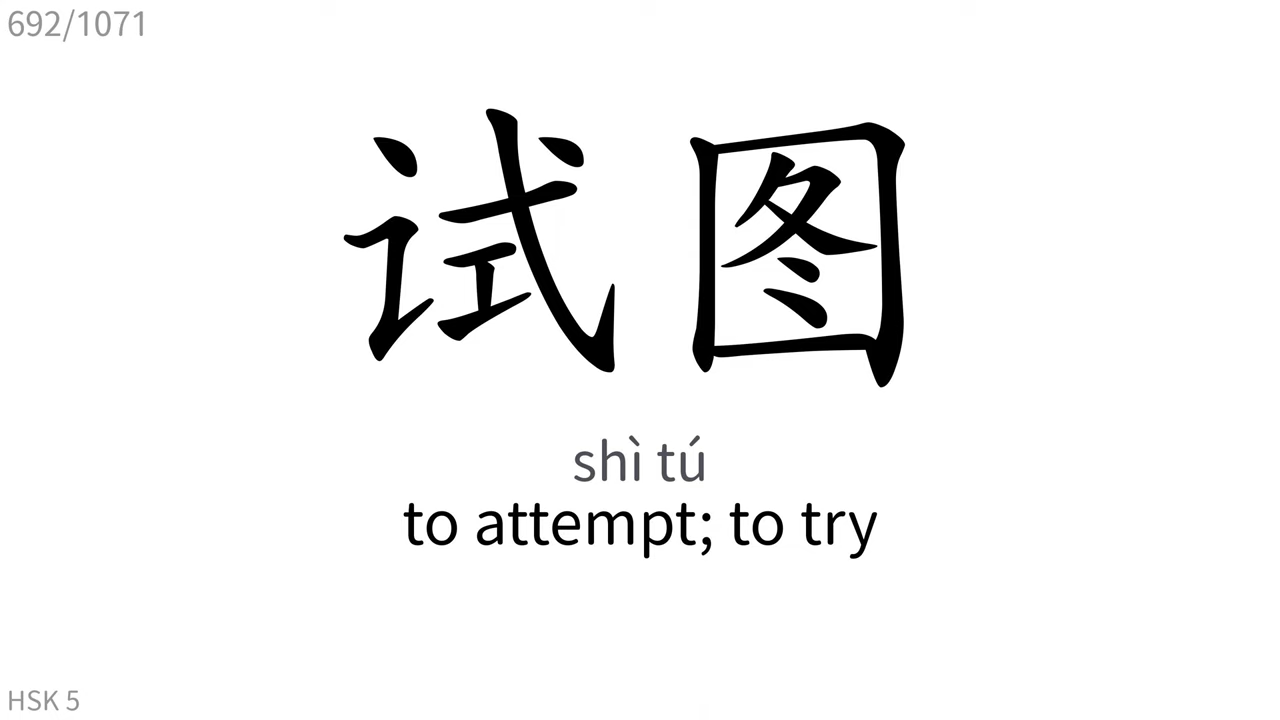 692/1071
试图
shì tú
to attempt; to try
HSK 5